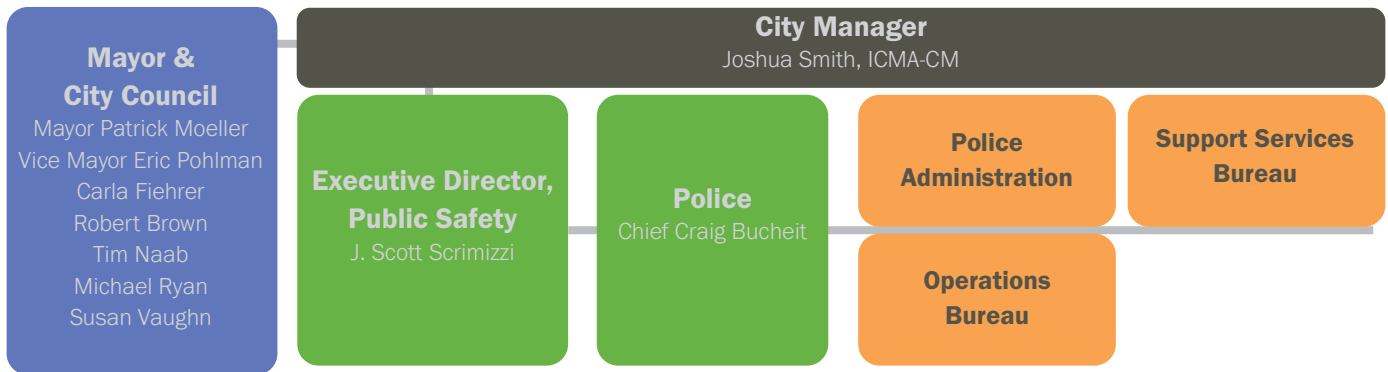 Mayor &
City Council
Mayor Patrick Moeller
Vice Mayor Eric Pohlman
Carla Fiehrer
Robert Brown
Tim Naab
Michael Ryan
Susan Vaughn
City Manager
Joshua Smith, ICMA-CM
Executive Director,
Public Safety
J. Scott Scrimizzi
Police
Chief Craig Bucheit
Police
Administration
Operations
Bureau
Support Services
Bureau